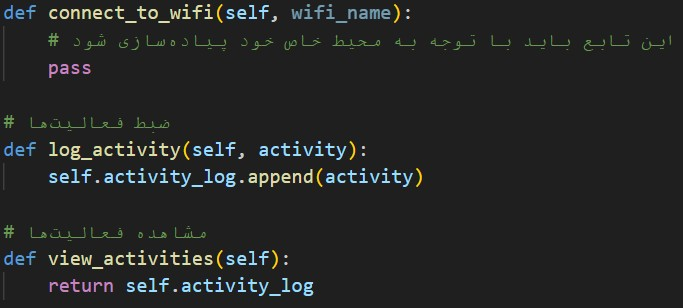 def connect_to_wifi(self, wifi_name):
    # این تابع باید با توجه به محیط خاص خود پیاده‌سازی شود
    pass

# ضبط فعالیت‌ها
def log_activity(self, activity):
    self.activity_log.append(activity)

# مشاهده فعالیت‌ها
def view_activities(self):
    return self.activity_log